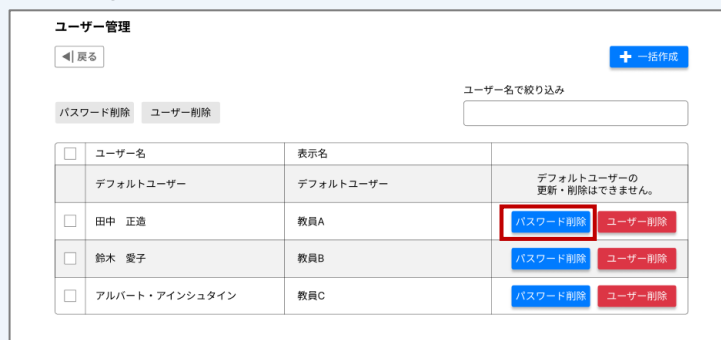 ユーザー管理
戻る
一括作成
ユーザー名で絞り込み
パスワード削除 ユーザー削除
ユーザー名 表示名
デフォルトユーザー デフォルトユーザー デフォルトユーザーの
更新・削除はできません。
田中 正造 教員A パスワード削除 ユーザー削除
鈴木 愛子 教員B パスワード削除 ユーザー削除
アルバート・アインシュタイン 教員C パスワード削除 ユーザー削除